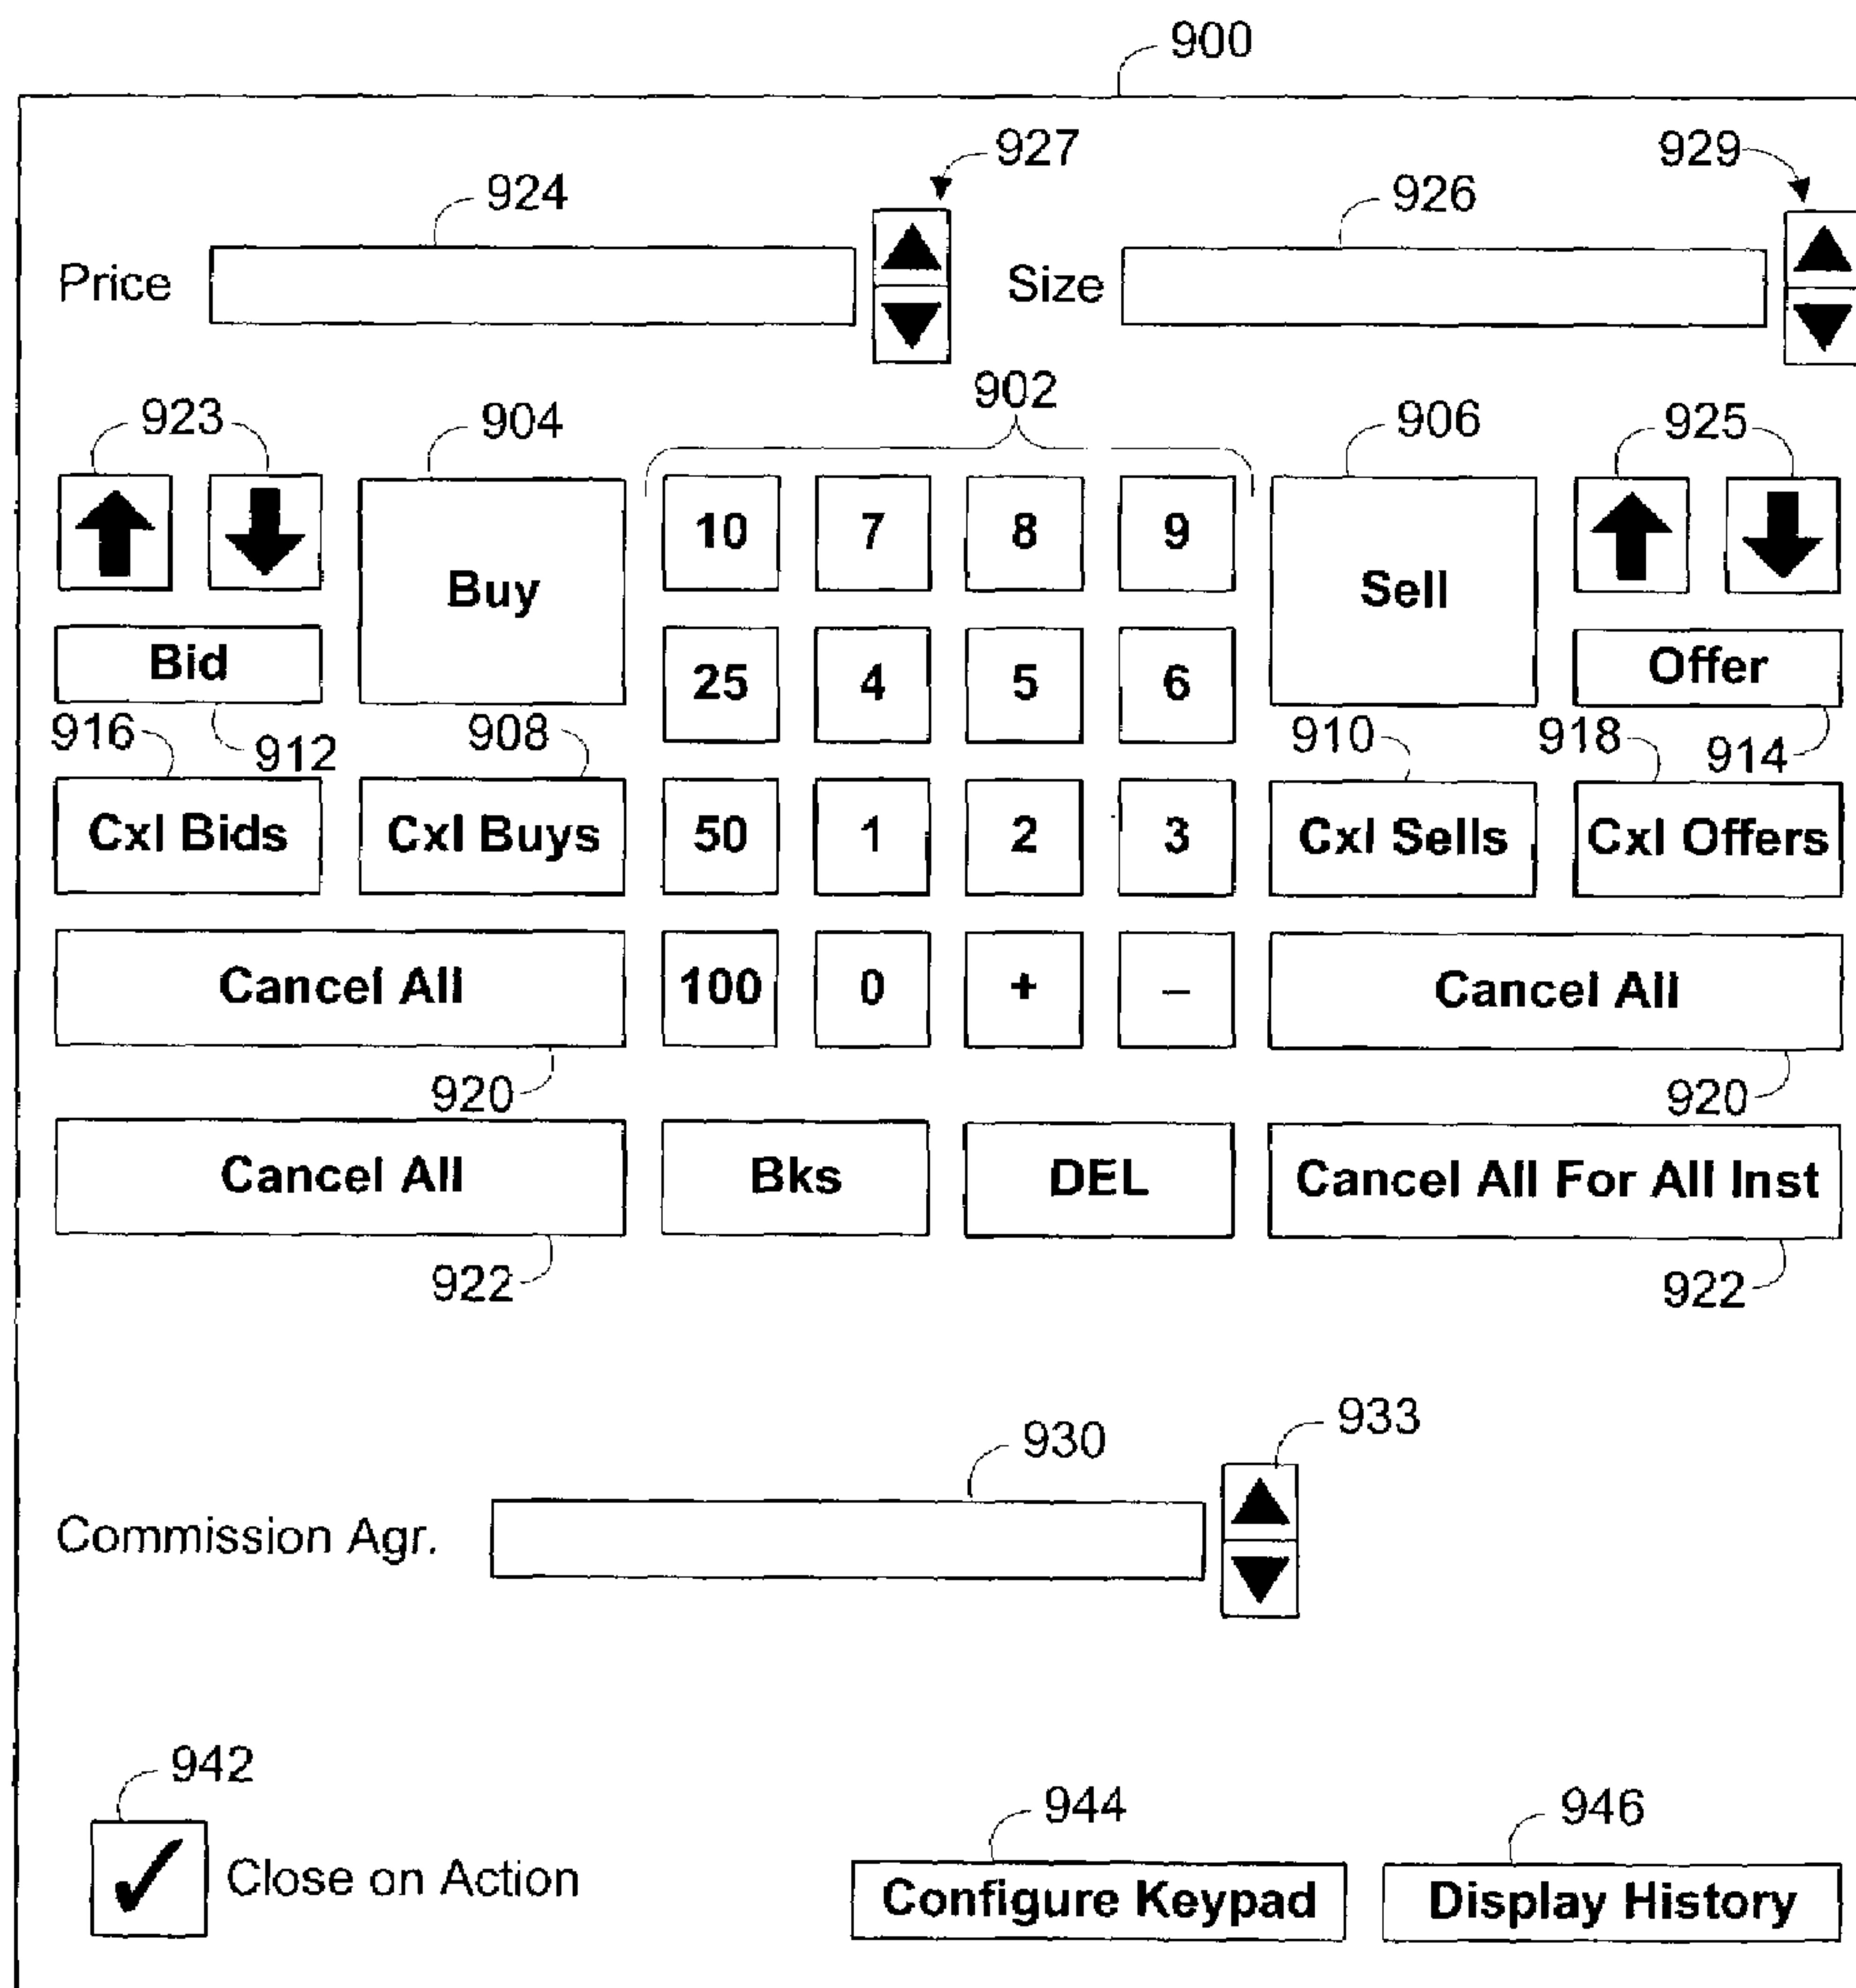 900
927
929
924
926
Price
Size
902
923
904
906
925
10 7 8 9
Buy
Sell
Bid
25 4 5 6
Offer
916
912
908
910
918
914
Cxl Bids
Cxl Buys
50 1 2 3
Cxl Sells
Cxl Offers
Cancel All
100 0 + –
Cancel All
920
920
Cancel All
Bks
DEL
Cancel All For All Inst
922
922
930
933
Commission Agr.
942
944
946
✓ Close on Action
Configure Keypad
Display History